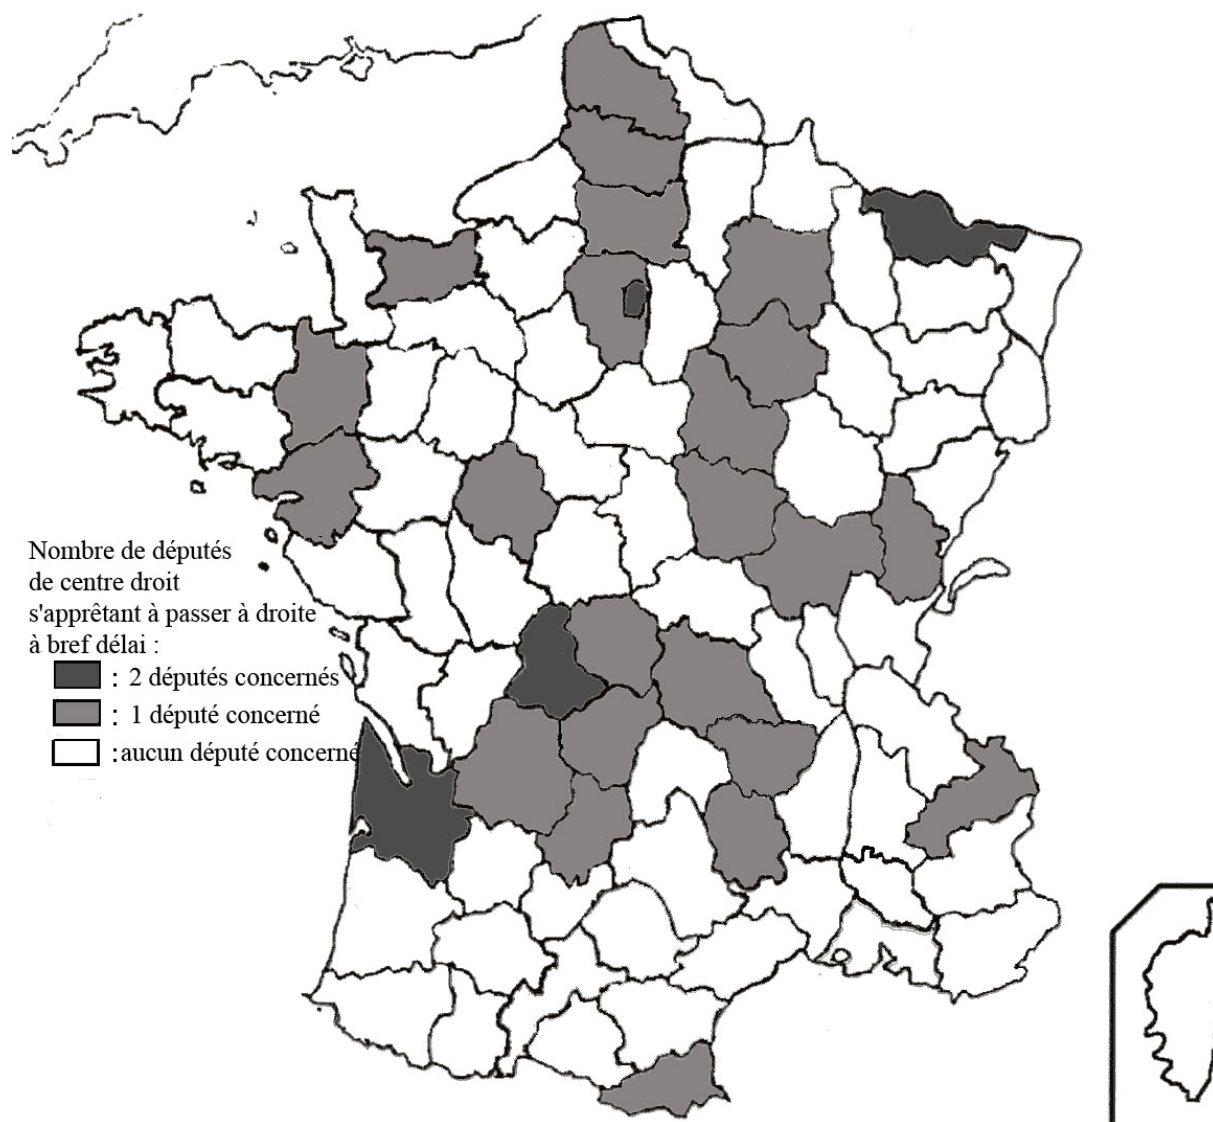 Nombre de députés
de centre droit
s'apprêtant à passer à droite
à bref délai :
: 2 députés concernés
: 1 député concerné
: aucun député concerné